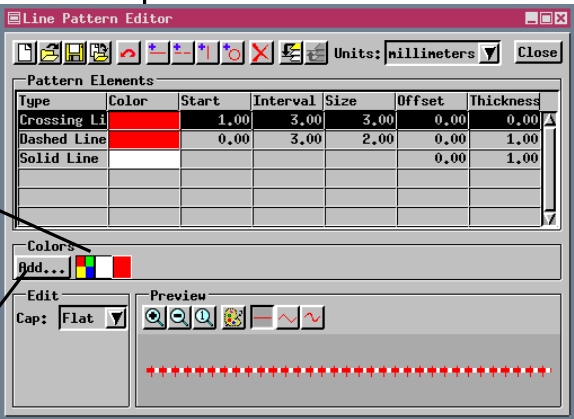 Line Pattern Editor
Units: millimeters Close
Pattern Elements
Type Color Start Interval Size Offset Thickness
Crossing Li 1.00 3.00 3.00 0.00 0.00
Dashed Line 0.00 3.00 2.00 0.00 1.00
Solid Line 0.00 1.00
Colors
Add...
Edit
Cap: Flat
Preview
1